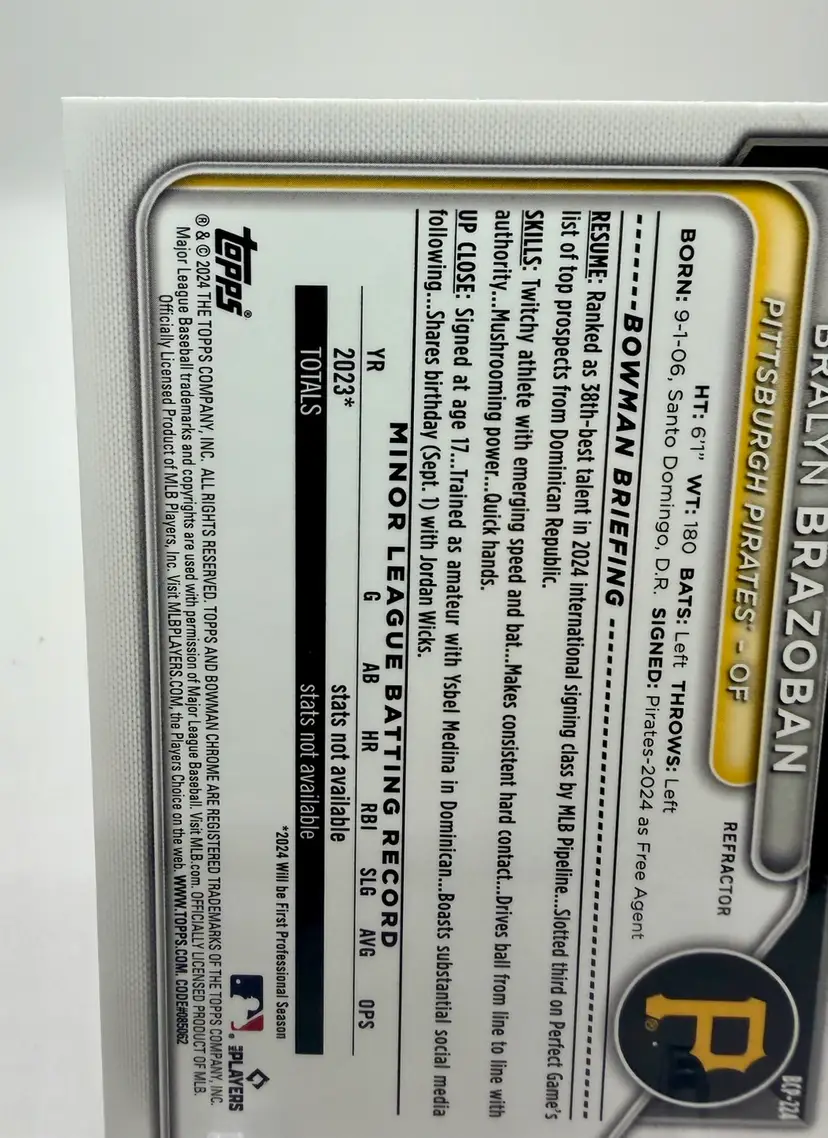 BRALYN BRAZOBAN
PITTSBURGH PIRATES™ - OF
REFRACTOR
BCP-224
HT: 6'1" WT: 180 BATS: Left THROWS: Left
BORN: 9-1-06, Santo Domingo, D.R. SIGNED: Pirates-2024 as Free Agent
BOWMAN BRIEFING
RESUME: Ranked as 38th-best talent in 2024 international signing class by MLB Pipeline...Slotted third on Perfect Game's
list of top prospects from Dominican Republic.
SKILLS: Twitchy athlete with emerging speed and bat...Makes consistent hard contact...Drives ball from line to line with
authority...Mushrooming power...Quick hands.
UP CLOSE: Signed at age 17...Trained as amateur with Ysbel Medina in Dominican...Boasts substantial social media
following...Shares birthday (Sept. 1) with Jordan Wicks.
MINOR LEAGUE BATTING RECORD
YR G AB HR RBI SLG AVG OPS
2023* stats not available
TOTALS stats not available
*2024 Will be First Professional Season
topps®
® & © 2024 THE TOPPS COMPANY, INC. ALL RIGHTS RESERVED. TOPPS AND BOWMAN CHROME ARE REGISTERED TRADEMARKS OF THE TOPPS COMPANY, INC.
Major League Baseball trademarks and copyrights are used with permission of Major League Baseball. Visit MLB.com. OFFICIALLY LICENSED PRODUCT OF MLB.
Officially Licensed Product of MLB Players, Inc. Visit MLBPLAYERS.COM, the Players Choice on the web. WWW.TOPPS.COM. CODE#085062
MLB PLAYERS
P®